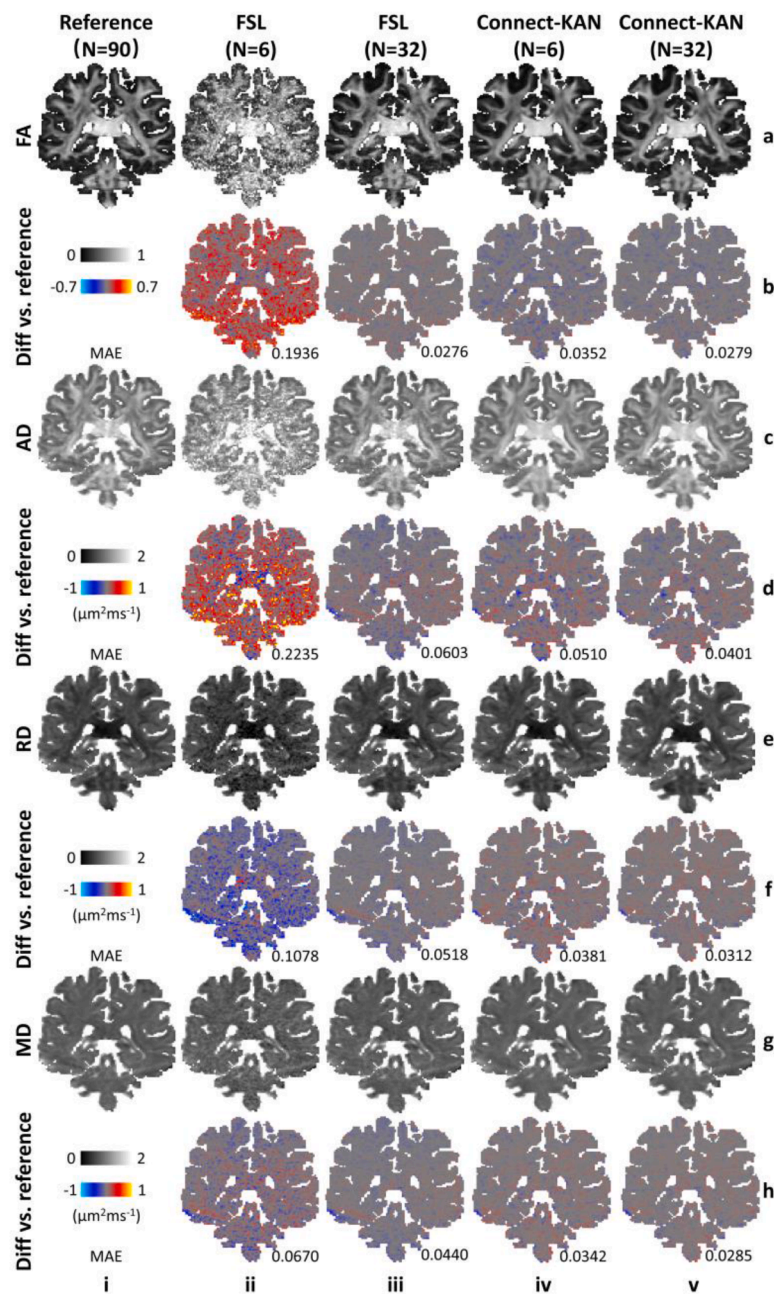 Reference FSL FSL Connect-KAN Connect-KAN
(N=90) (N=6) (N=32) (N=6) (N=32)
FA a
Diff vs. reference
0 1
-0.7 0.7 b
MAE 0.1936 0.0276 0.0352 0.0279
AD c
Diff vs. reference
0 2
-1 1 d
(μm²ms⁻¹)
MAE 0.2235 0.0603 0.0510 0.0401
RD e
Diff vs. reference
0 2 f
-1 1
(μm²ms⁻¹)
MAE 0.1078 0.0518 0.0381 0.0312
MD g
Diff vs. reference
0 2 h
-1 1
(μm²ms⁻¹)
MAE 0.0670 0.0440 0.0342 0.0285
i ii iii iv v